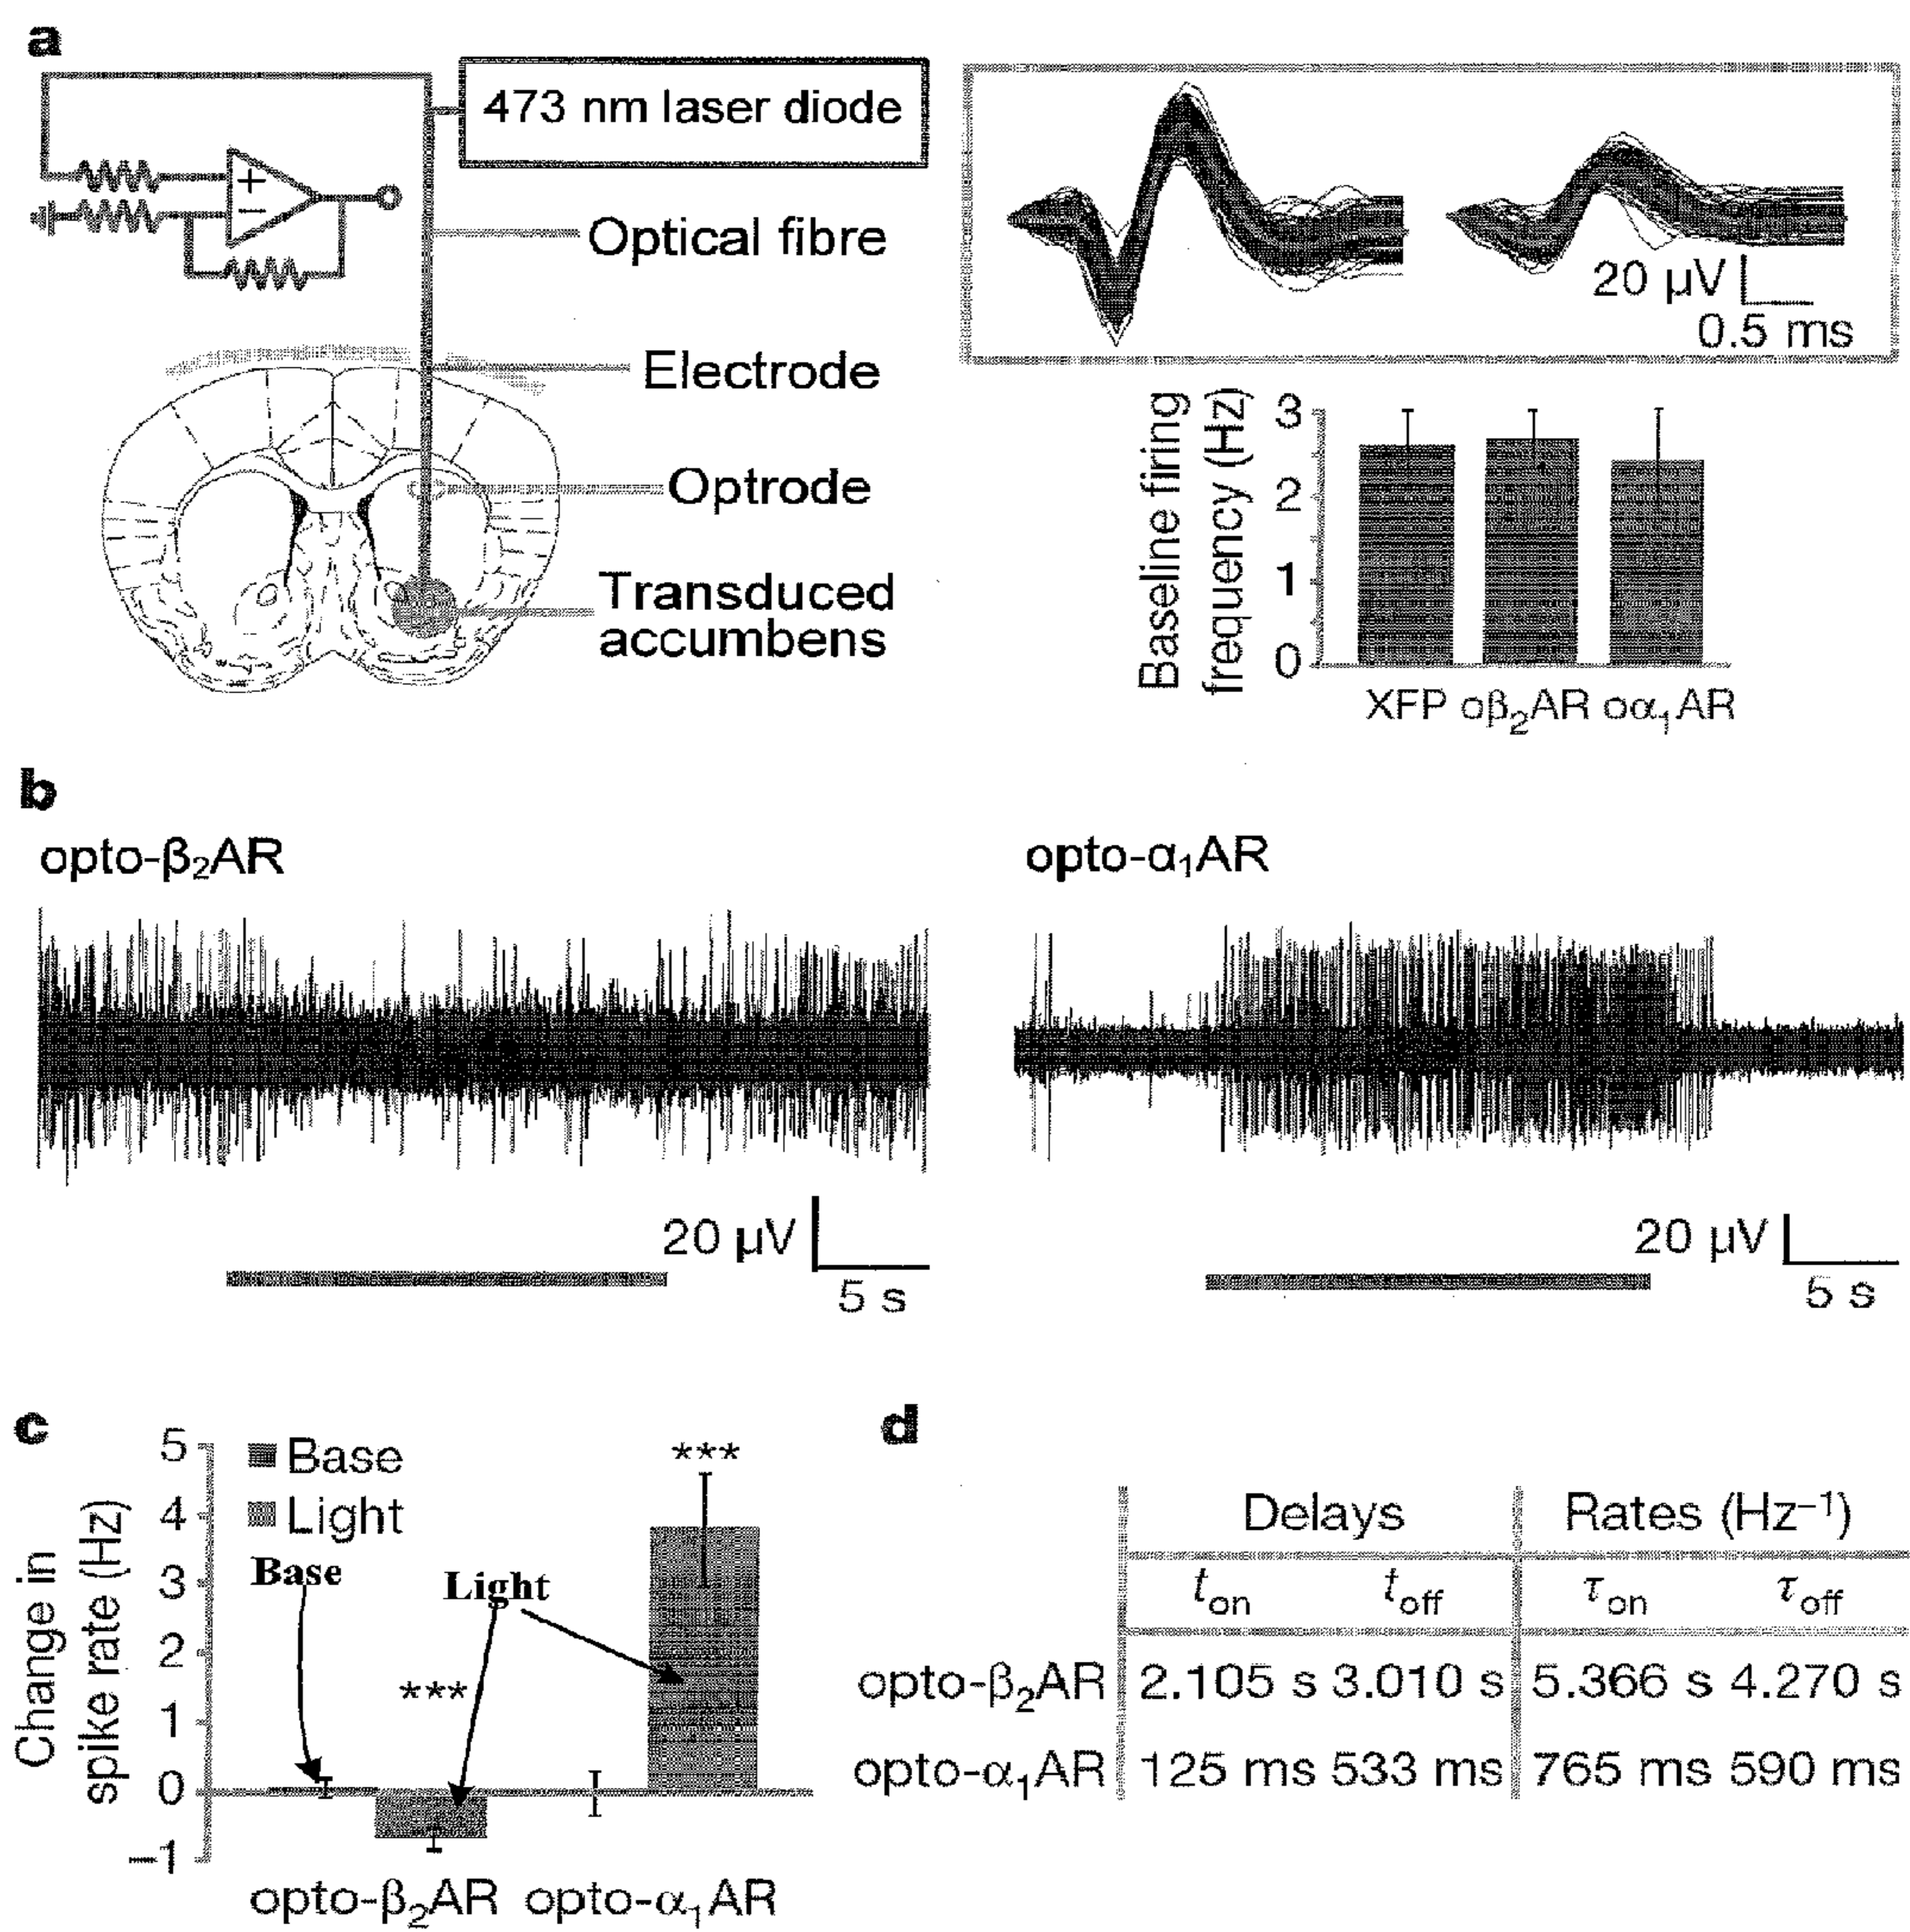 a
473 nm laser diode
+
−
Optical fibre
Electrode
Optrode
Transduced
accumbens
20 µV
0.5 ms
Baseline firing
frequency (Hz)
3
2
1
0
XFP oβ₂AR oα₁AR
b
opto-β₂AR
opto-α₁AR
20 µV
5 s
20 µV
5 s
c
Change in
spike rate (Hz)
5
4
3
2
1
0
−1
Base
Light
Base
Light
***
***
opto-β₂AR opto-α₁AR
d
Delays Rates (Hz⁻¹)
t_on t_off τ_on τ_off
opto-β₂AR 2.105 s 3.010 s 5.366 s 4.270 s
opto-α₁AR 125 ms 533 ms 765 ms 590 ms